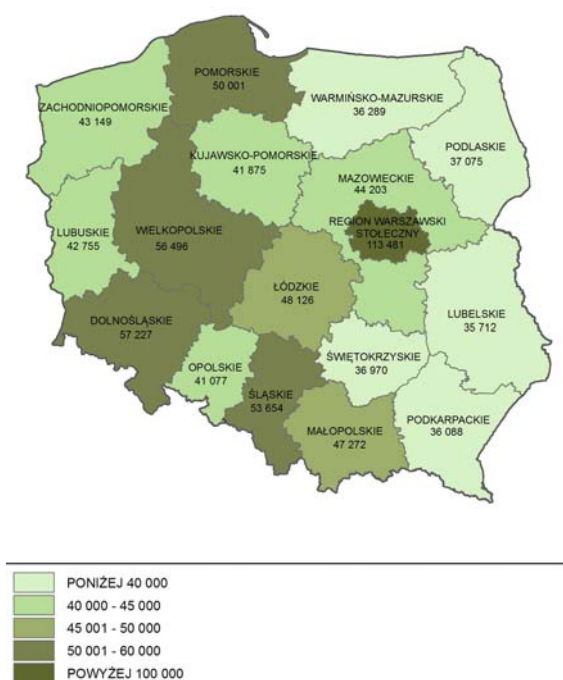 POMORSKIE
50 001
ZACHODNIOPOMORSKIE
43 149
WARMIŃSKO-MAZURSKIE
36 289
PODLASKIE
37 075
KUJAWSKO-POMORSKIE
41 875
MAZOWIECKIE
44 203
REGION WARSZAWSKI
STOŁECZNY
113 481
LUBUSKIE
42 755
WIELKOPOLSKIE
56 496
ŁÓDZKIE
48 126
LUBELSKIE
35 712
DOLNOŚLĄSKIE
57 227
OPOLSKIE
41 077
ŚLĄSKIE
53 654
ŚWIĘTOKRZYSKIE
36 970
MAŁOPOLSKIE
47 272
PODKARPACKIE
36 088
PONIŻEJ 40 000
40 000 - 45 000
45 001 - 50 000
50 001 - 60 000
POWYŻEJ 100 000